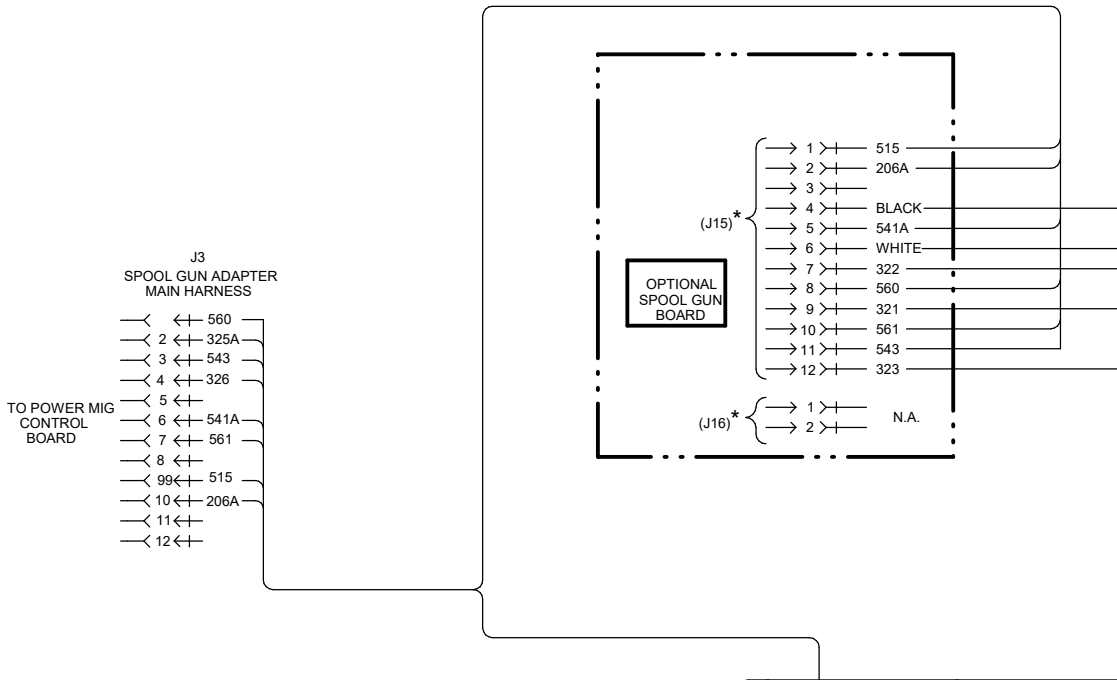 J3
SPOOL GUN ADAPTER
MAIN HARNESS
560
2 325A
3 543
4 326
5
6 541A
7 561
8
99 515
10 206A
11
12
TO POWER MIG
CONTROL
BOARD
OPTIONAL
SPOOL GUN
BOARD
(J15)*
1 515
2 206A
3
4 BLACK
5 541A
6 WHITE
7 322
8 560
9 321
10 561
11 543
12 323
(J16)*
1
2
N.A.